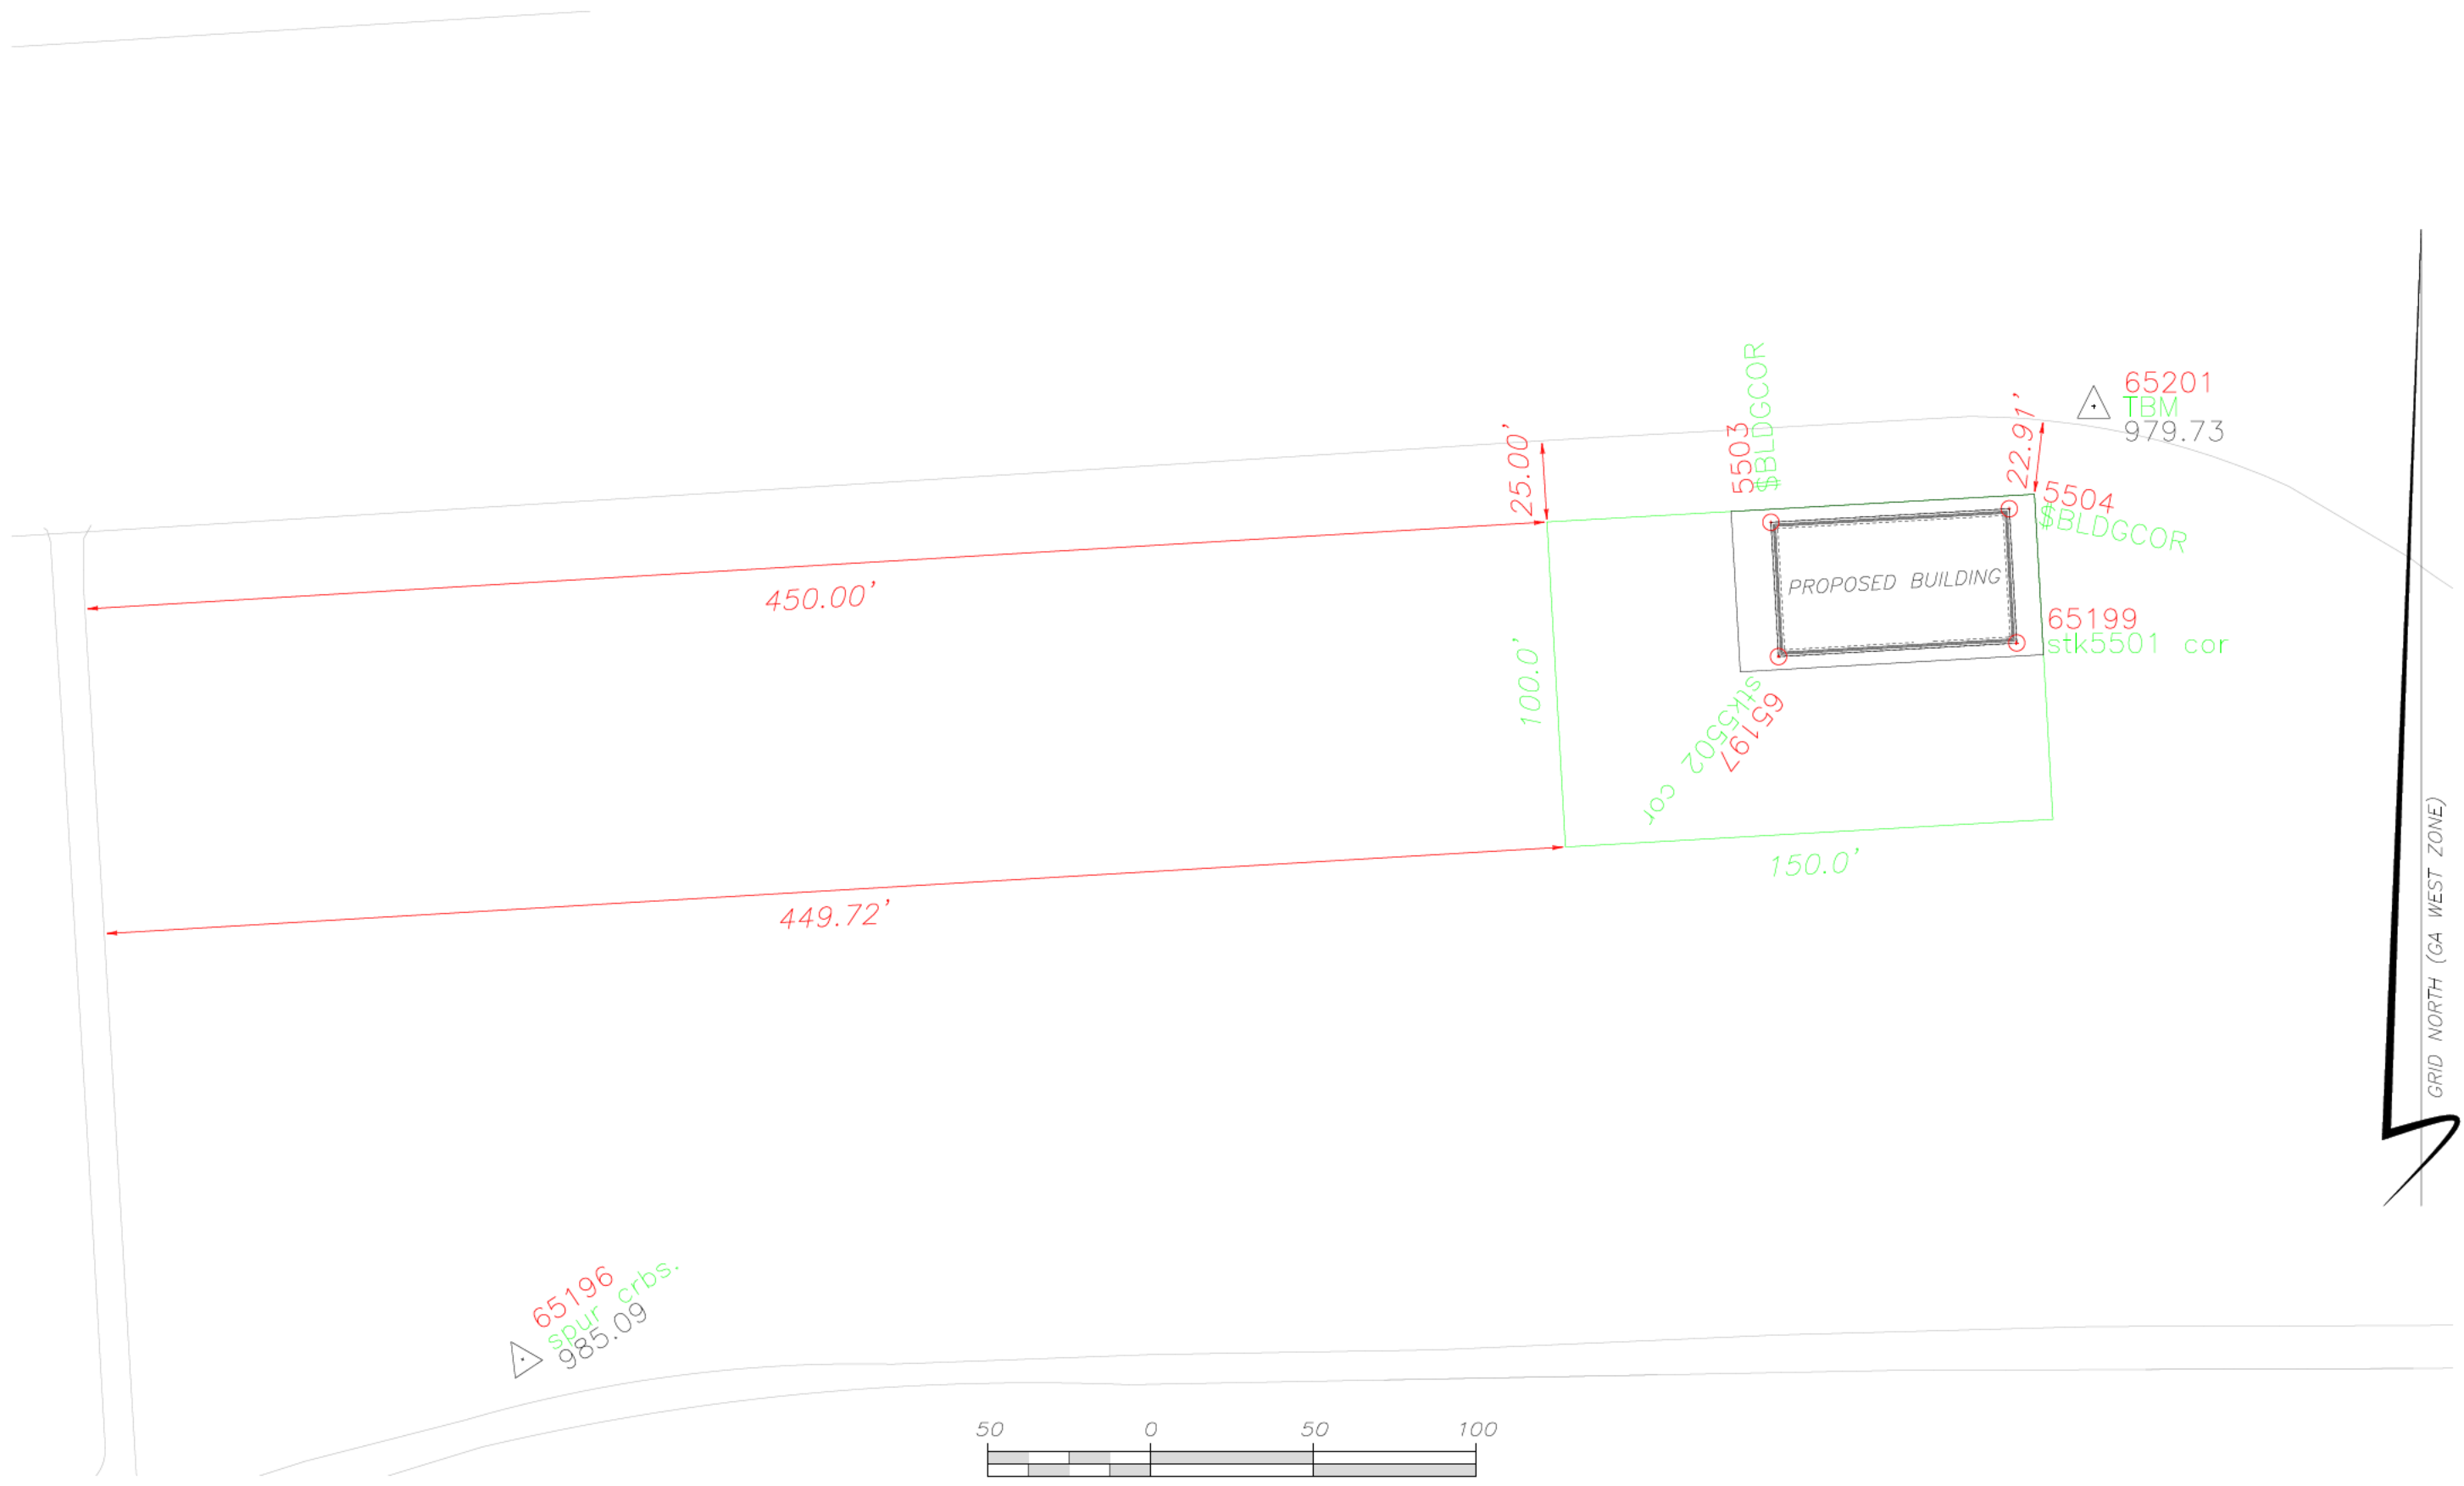 65201
TBM
979.73
5503
$BLDGCOR
25.00'
22.91'
5504
$BLDGCOR
450.00'
PROPOSED BUILDING
65199
stk5501 cor
100.0'
65197
stk5502 cor
150.0'
449.72'
GRID NORTH (GA WEST ZONE)
65196
spur crbs.
985.09
50 0 50 100